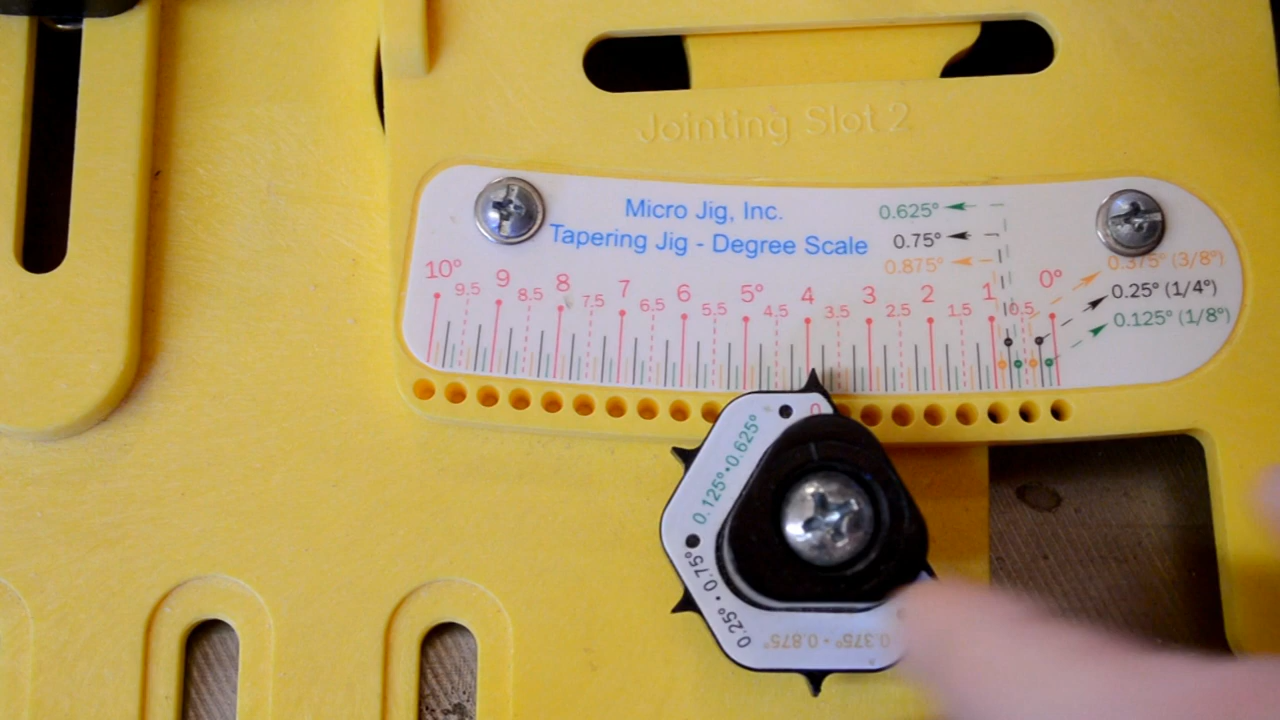 Jointing Slot 2
Micro Jig, Inc.
Tapering Jig - Degree Scale
0.625°
0.75°
0.875°
0.375° (3/8°)
0.25° (1/4°)
0.125° (1/8°)
10° 9.5 9 8.5 8 7.5 7 6.5 6 5.5 5° 4.5 4 3.5 3 2.5 2 1.5 1 0.5 0°
0
0.125° • 0.625°
0.25° • 0.75°
0.375° • 0.875°